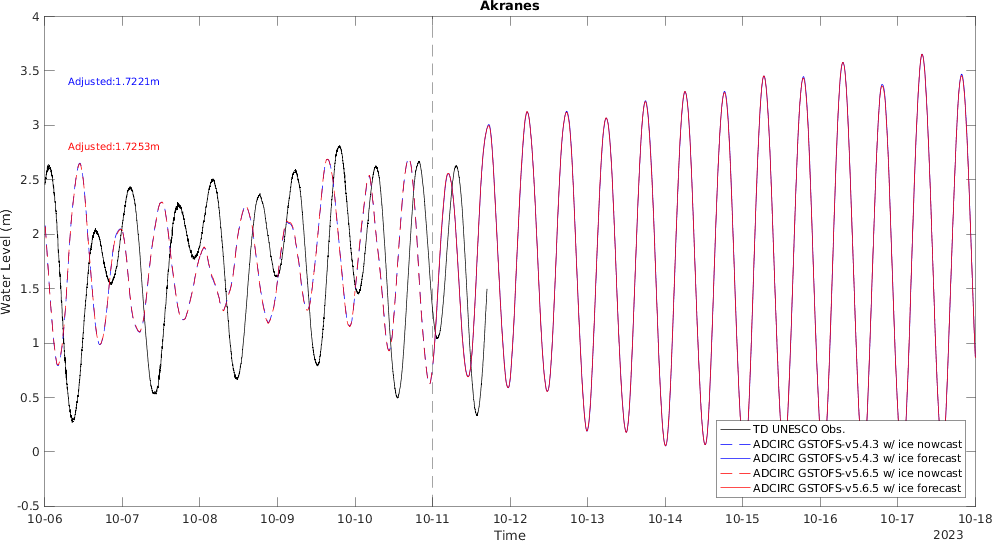 Akranes
4
3.5
3
2.5
2
1.5
1
0.5
0
-0.5
Water Level (m)
Adjusted:1.7221m
Adjusted:1.7253m
TD UNESCO Obs.
ADCIRC GSTOFS-v5.4.3 w/ ice nowcast
ADCIRC GSTOFS-v5.4.3 w/ ice forecast
ADCIRC GSTOFS-v5.6.5 w/ ice nowcast
ADCIRC GSTOFS-v5.6.5 w/ ice forecast
10-06 10-07 10-08 10-09 10-10 10-11 10-12 10-13 10-14 10-15 10-16 10-17 10-18
Time
2023